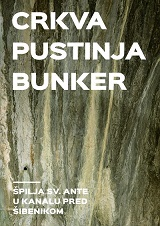 CRKVA
PUSTINJA
BUNKER
ŠPILJA SV. ANTE
U KANALU PRED
ŠIBENIKOM